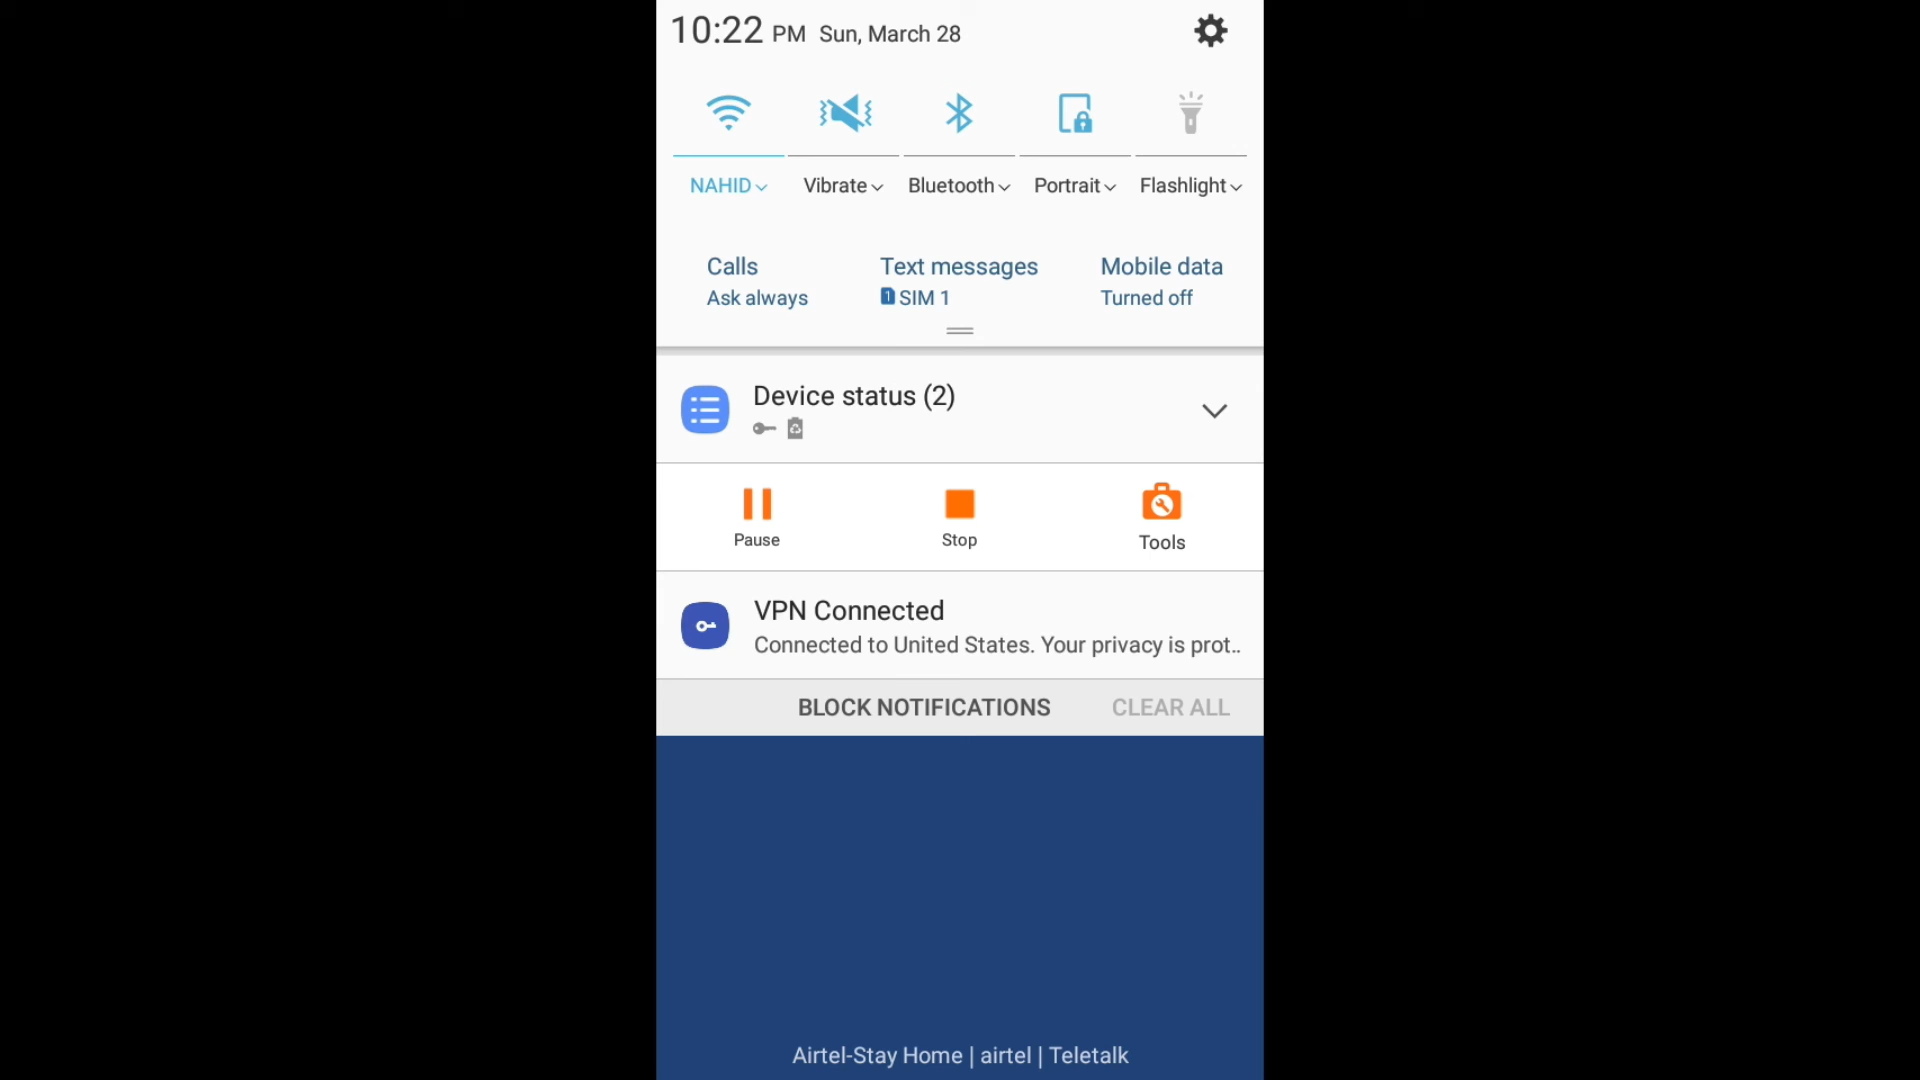 10:22 PM Sun, March 28
NAHID Vibrate Bluetooth Portrait Flashlight
Calls Text messages Mobile data
Ask always 1 SIM 1 Turned off
Device status (2)
Pause Stop Tools
VPN Connected
Connected to United States. Your privacy is prot..
BLOCK NOTIFICATIONS CLEAR ALL
Airtel-Stay Home | airtel | Teletalk